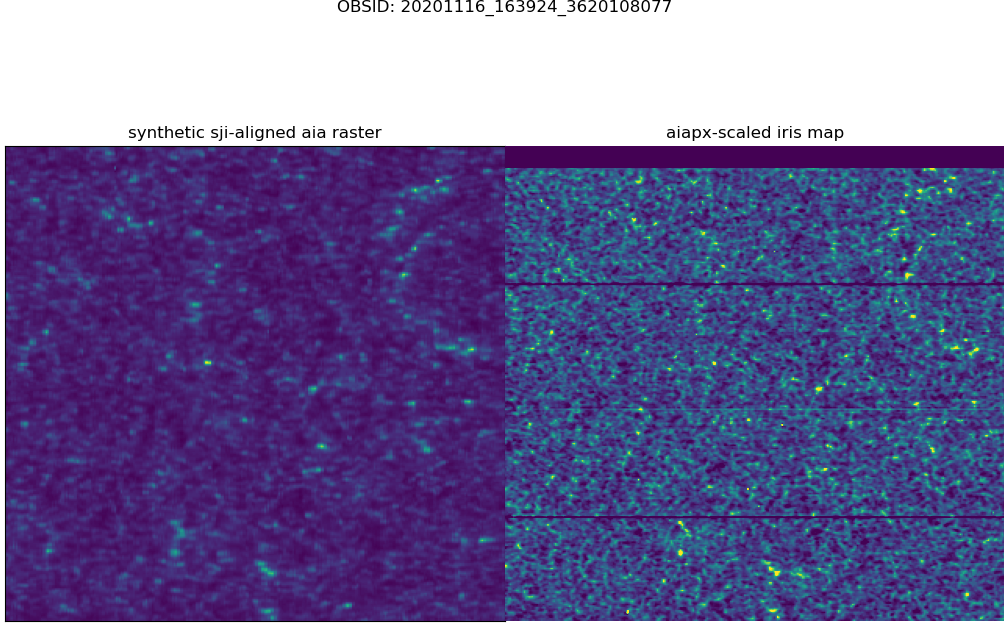 OBSID: 20201116_163924_3620108077
synthetic sji-aligned aia raster
aiapx-scaled iris map